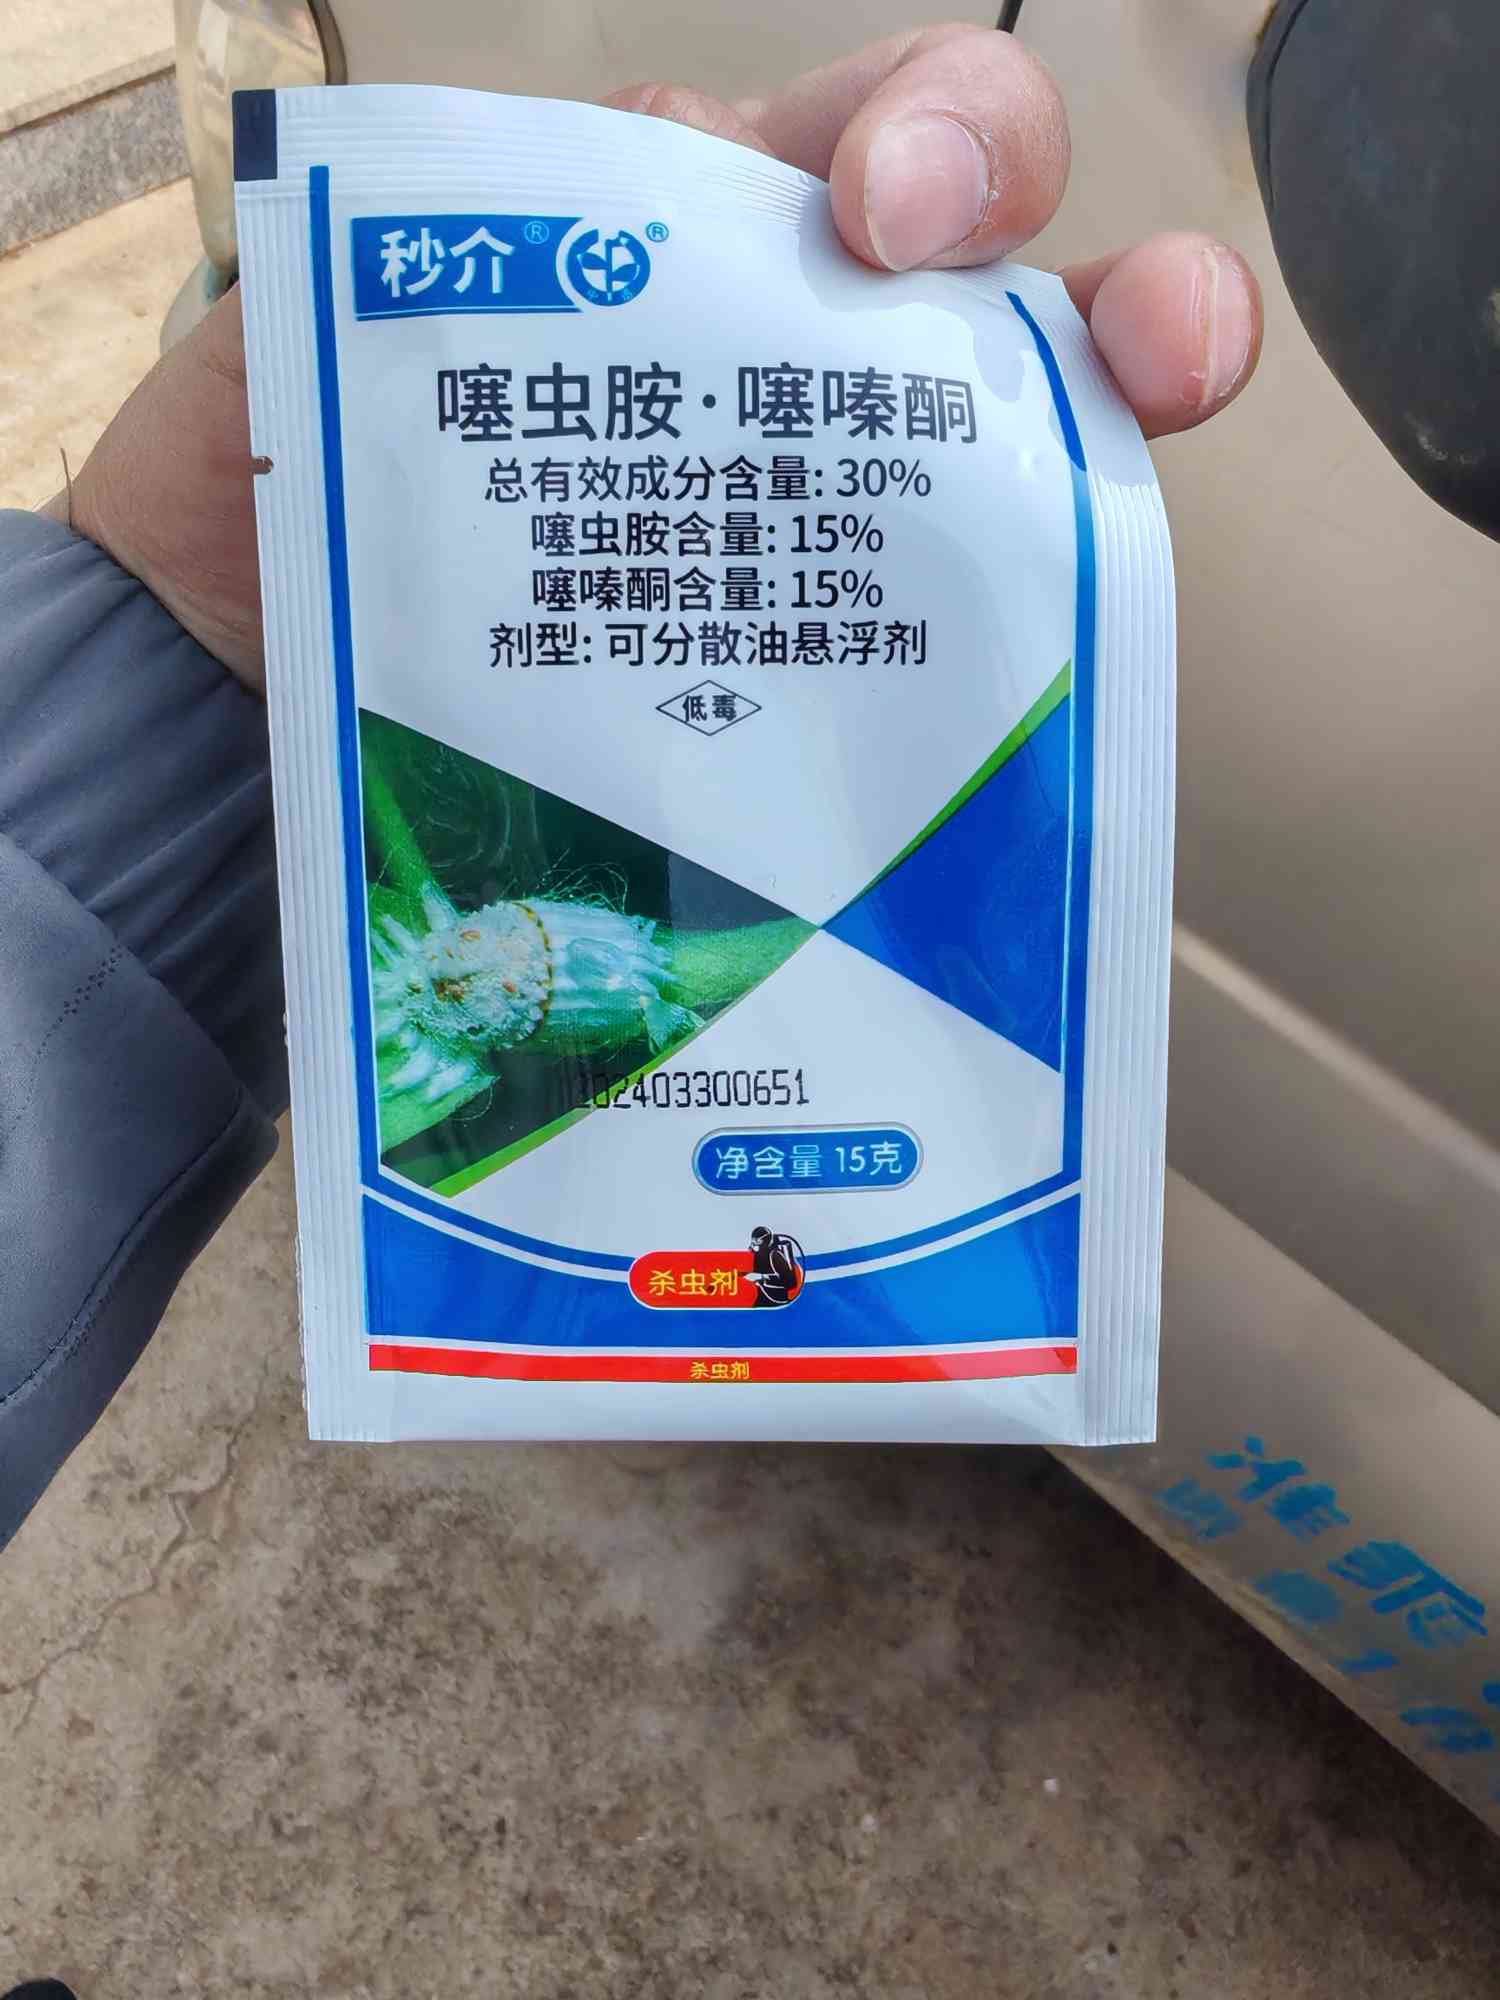 秒介®
®
噻虫胺·噻嗪酮
总有效成分含量: 30%
噻虫胺含量: 15%
噻嗪酮含量: 15%
剂型: 可分散油悬浮剂
低毒
202403300651
净含量 15克
杀虫剂
杀虫剂